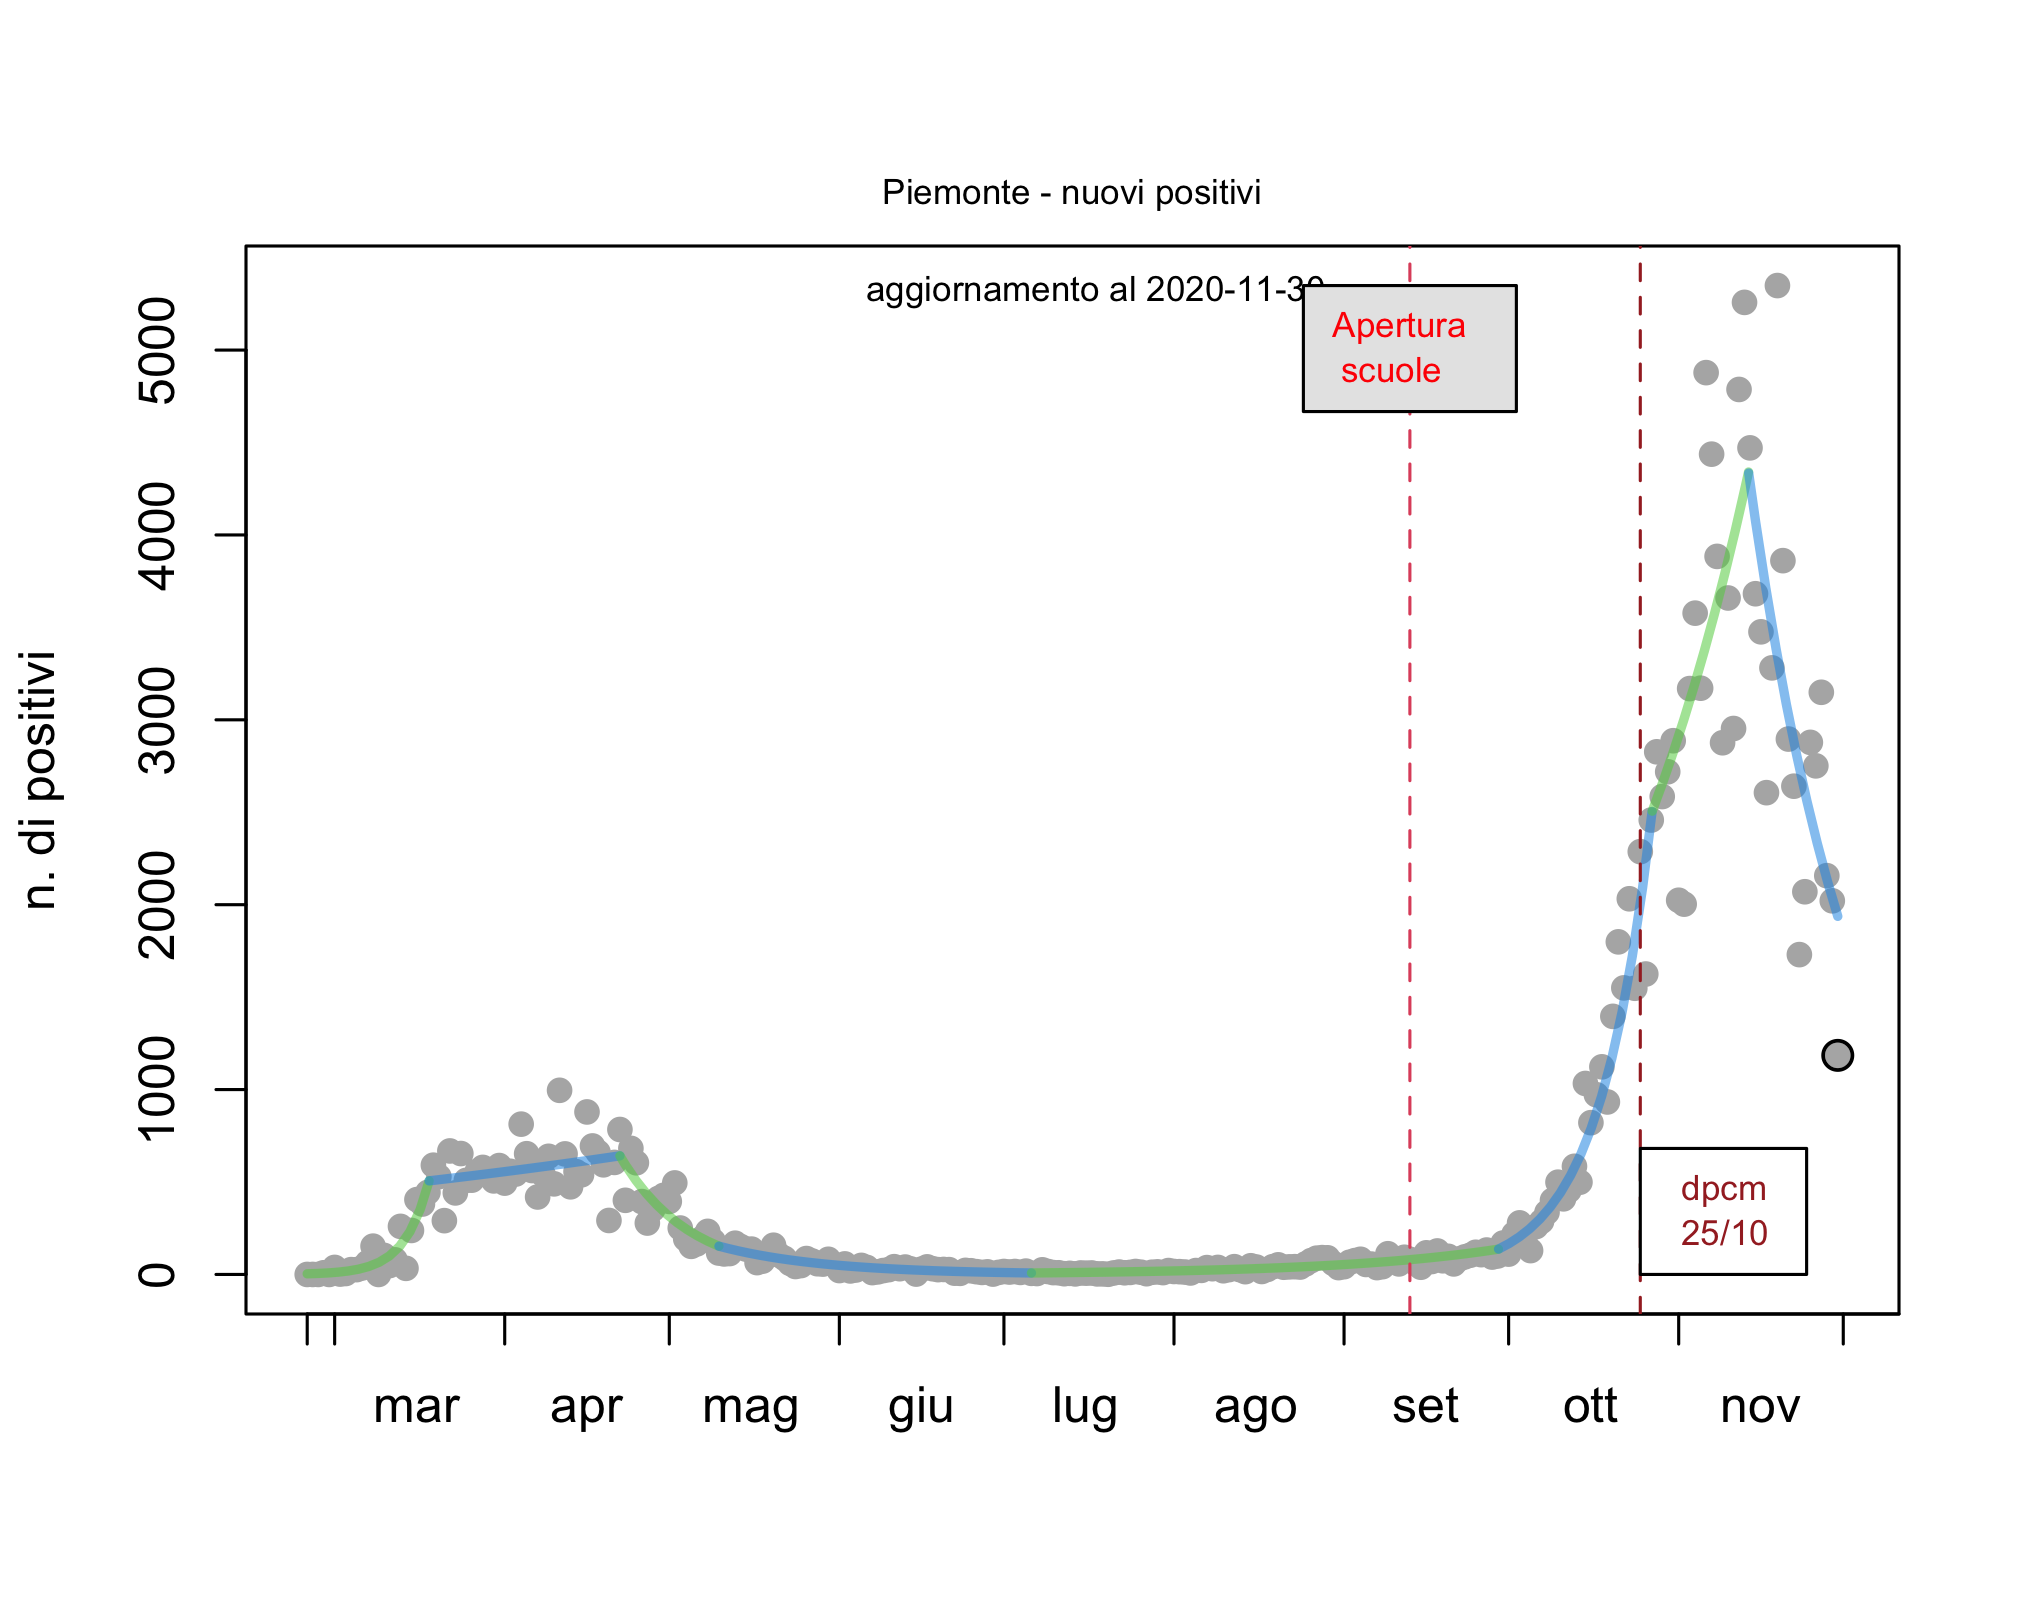 Piemonte - nuovi positivi
aggiornamento al 2020-11-30
Apertura
scuole
n. di positivi
5000
4000
3000
2000
1000
0
dpcm
25/10
mar apr mag giu lug ago set ott nov